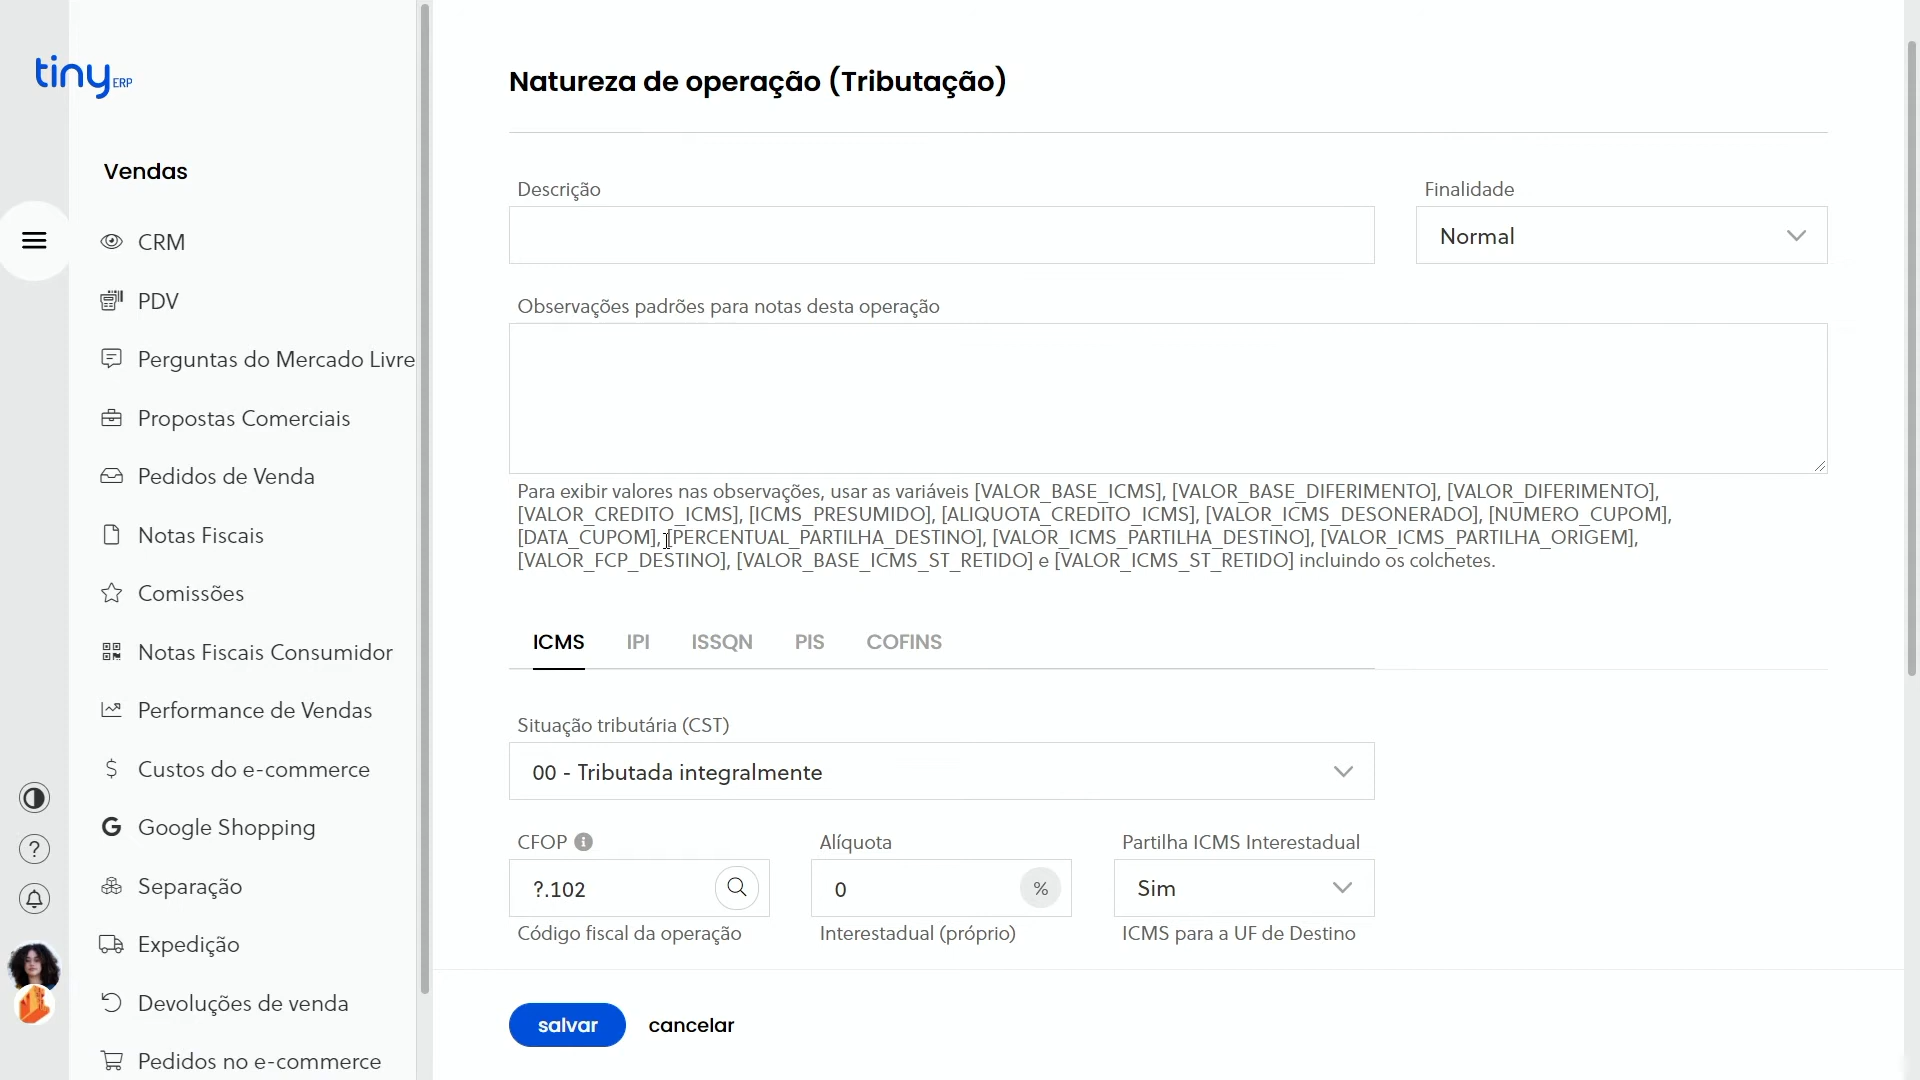 tiny ERP
Vendas
CRM
PDV
Perguntas do Mercado Livre
Propostas Comerciais
Pedidos de Venda
Notas Fiscais
Comissões
Notas Fiscais Consumidor
Performance de Vendas
Custos do e-commerce
Google Shopping
Separação
Expedição
Devoluções de venda
Pedidos no e-commerce
Natureza de operação (Tributação)
Descrição
Finalidade
Normal
Observações padrões para notas desta operação
Para exibir valores nas observações, usar as variáveis [VALOR_BASE_ICMS], [VALOR_BASE_DIFERIMENTO], [VALOR_DIFERIMENTO],
[VALOR_CREDITO_ICMS], [ICMS_PRESUMIDO], [ALIQUOTA_CREDITO_ICMS], [VALOR_ICMS_DESONERADO], [NUMERO_CUPOM],
[DATA_CUPOM], [PERCENTUAL_PARTILHA_DESTINO], [VALOR_ICMS_PARTILHA_DESTINO], [VALOR_ICMS_PARTILHA_ORIGEM],
[VALOR_FCP_DESTINO], [VALOR_BASE_ICMS_ST_RETIDO] e [VALOR_ICMS_ST_RETIDO] incluindo os colchetes.
ICMS IPI ISSQN PIS COFINS
Situação tributária (CST)
00 - Tributada integralmente
CFOP
?.102
Código fiscal da operação
Alíquota
0 %
Interestadual (próprio)
Partilha ICMS Interestadual
Sim
ICMS para a UF de Destino
salvar cancelar